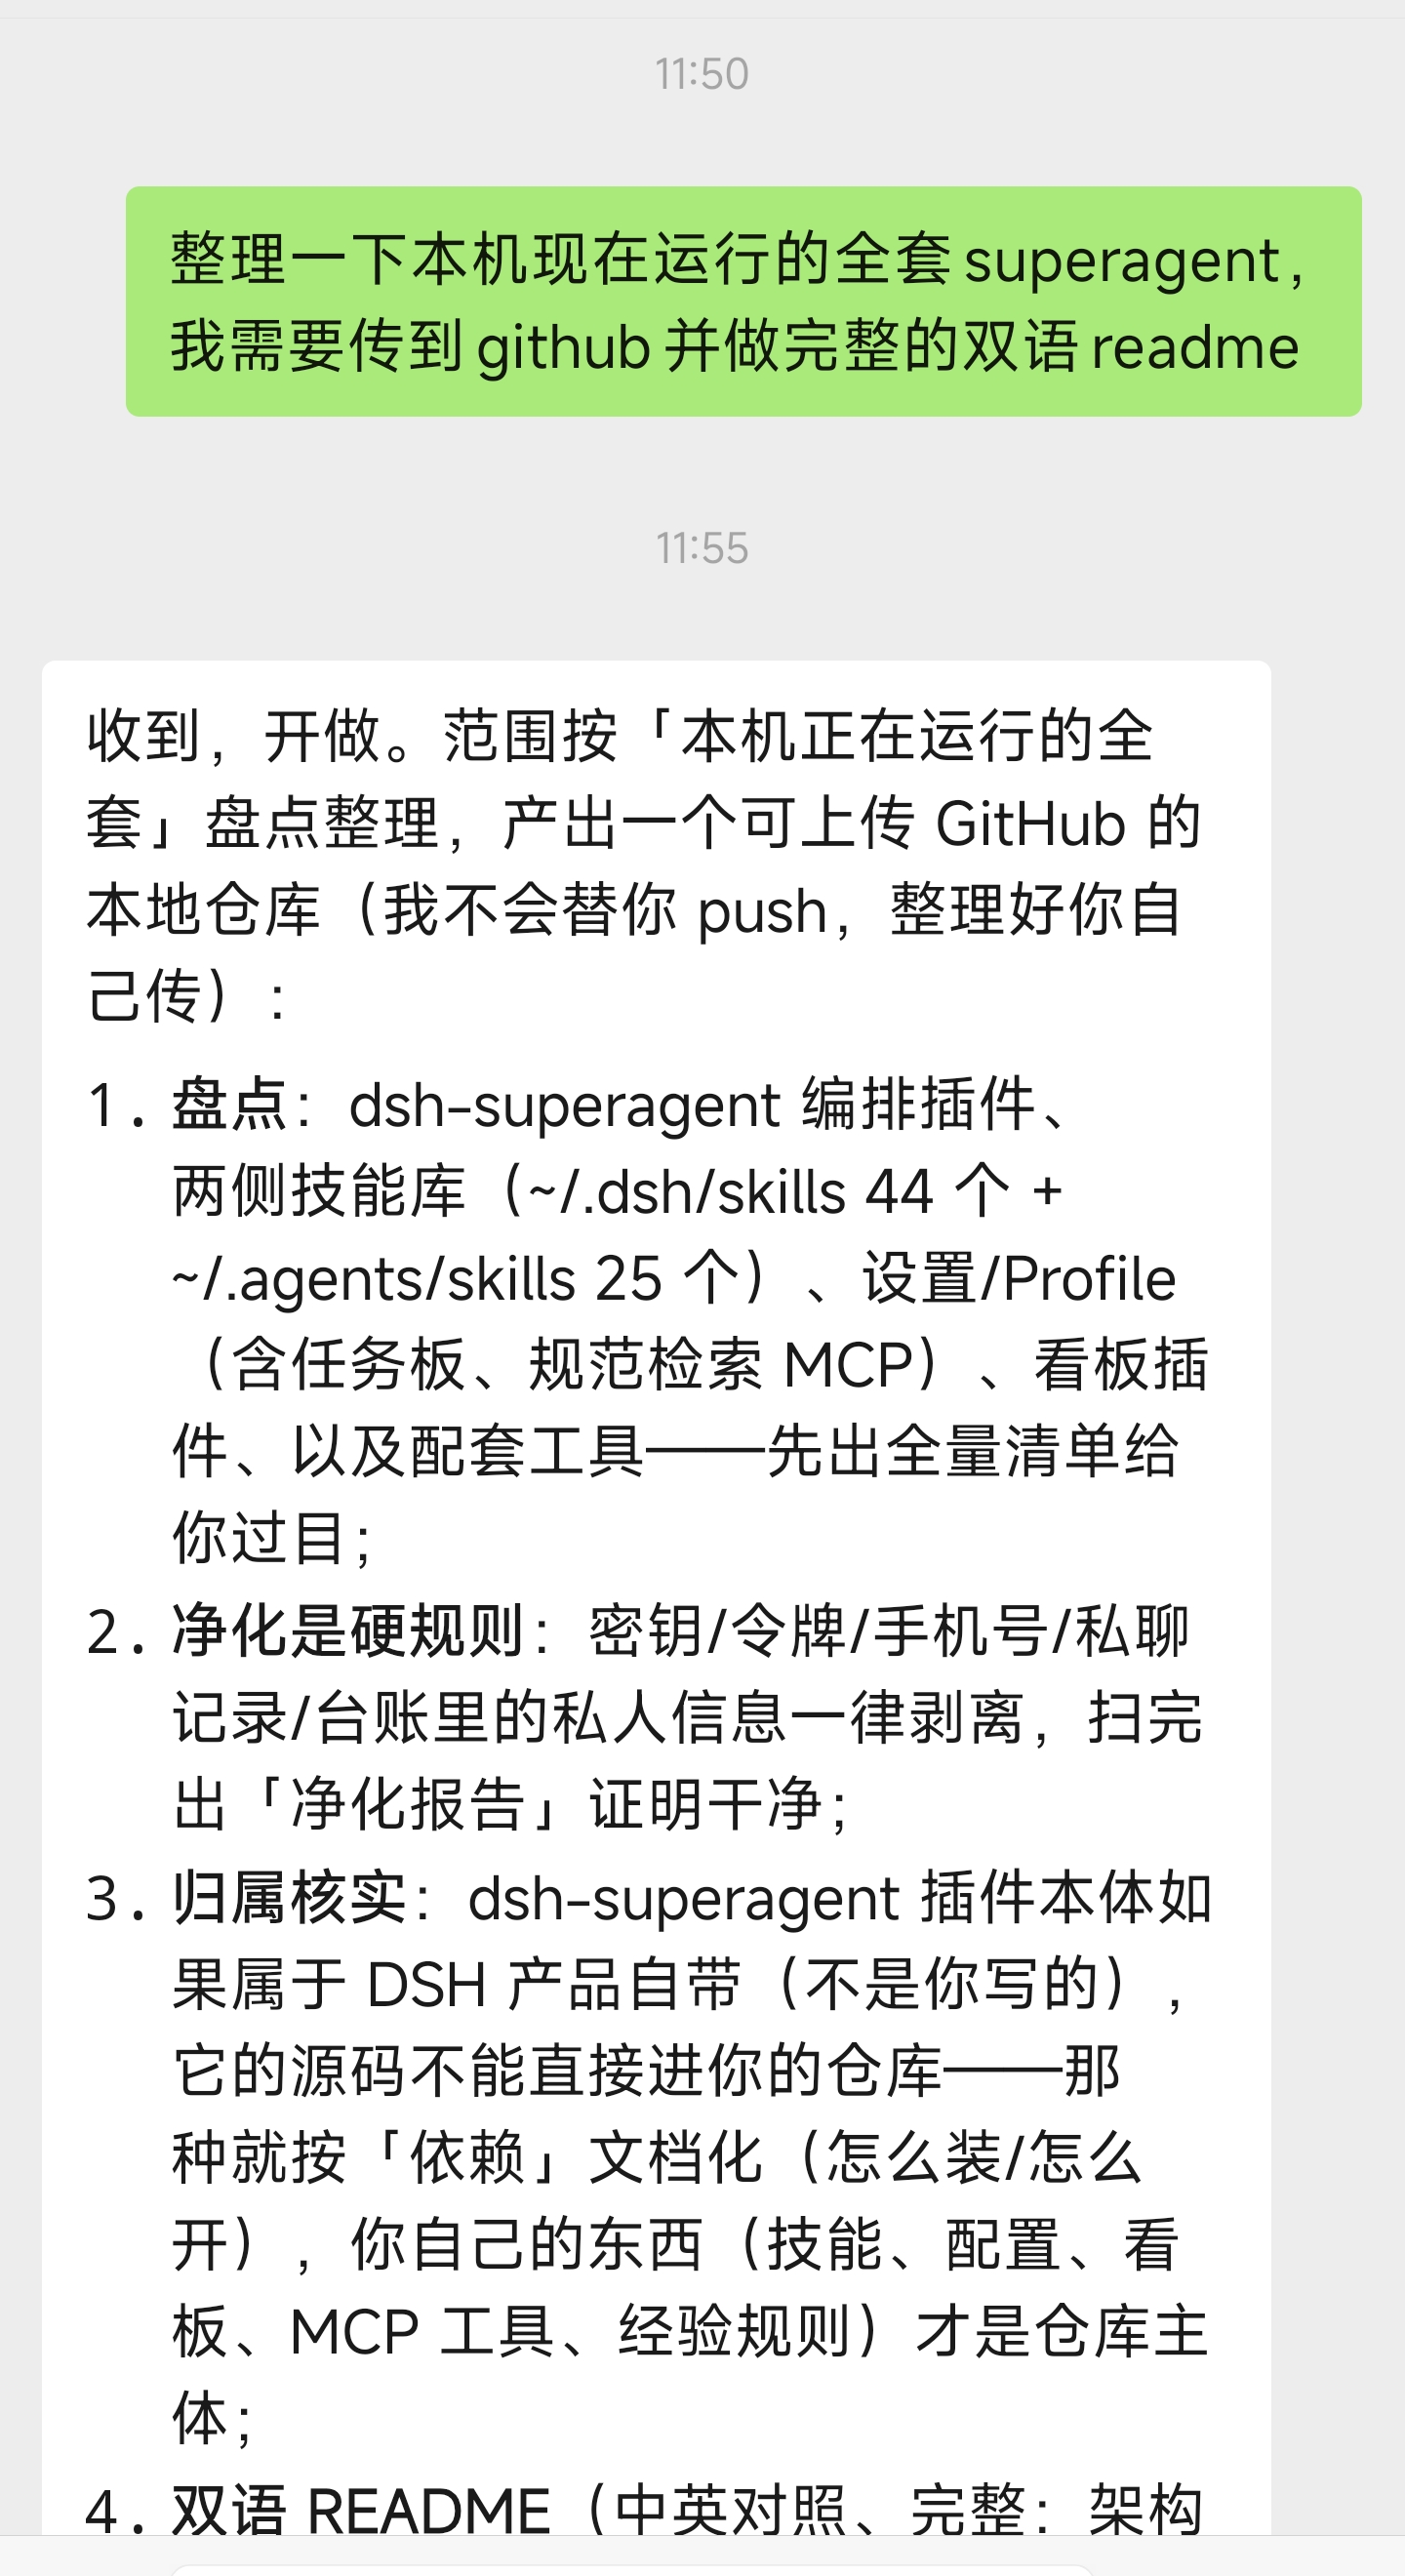 11:50
整理一下本机现在运行的全套 superagent，
我需要传到 github 并做完整的双语 readme
11:55
收到，开做。范围按「本机正在运行的全
套」盘点整理，产出一个可上传 GitHub 的
本地仓库（我不会替你 push，整理好你自
己传）：
1. 盘点：dsh-superagent 编排插件、
两侧技能库（~/.dsh/skills 44 个 +
~/.agents/skills 25 个）、设置/Profile
（含任务板、规范检索 MCP）、看板插
件、以及配套工具——先出全量清单给
你过目；
2. 净化是硬规则：密钥/令牌/手机号/私聊
记录/台账里的私人信息一律剥离，扫完
出「净化报告」证明干净；
3. 归属核实：dsh-superagent 插件本体如
果属于 DSH 产品自带（不是你写的），
它的源码不能直接进你的仓库——那
种就按「依赖」文档化（怎么装/怎么
开），你自己的东西（技能、配置、看
板、MCP 工具、经验规则）才是仓库主
体；
4. 双语 README（中英对照、完整：架构